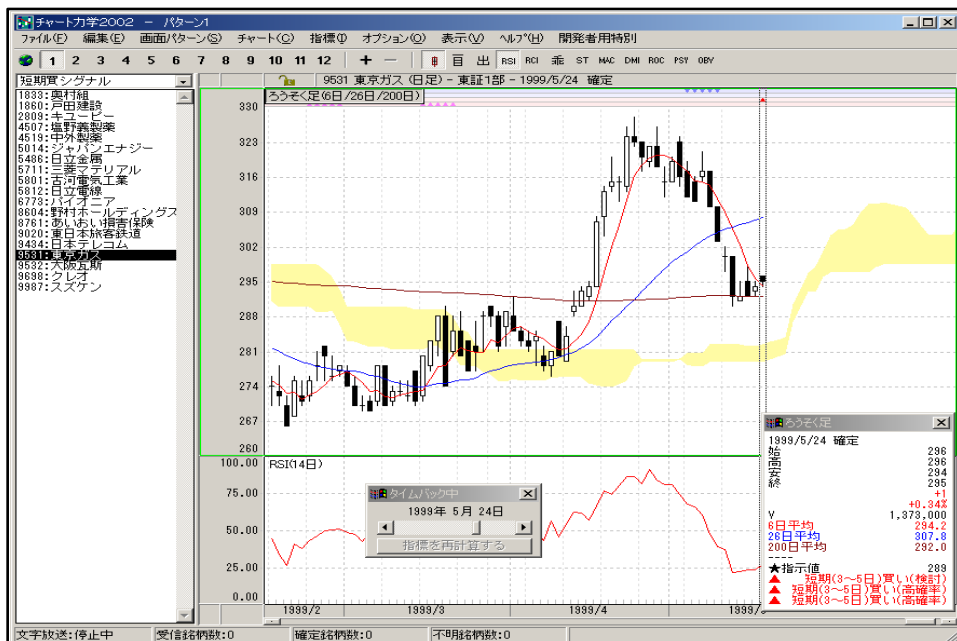 チャート力学2002 － パターン1
ファイル(F) 編集(E) 画面パターン(S) チャート(C) 指標(I) オプション(O) 表示(V) ヘルプ(H) 開発者用特別
1 2 3 4 5 6 7 8 9 10 11 12 + － 百 出 RSI RCI 乖 ST MAC DMI ROC PSY OBV
短期買シグナル
9531 東京ガス (日足) － 東証1部 － 1999/5/24 確定
1833:奥村組
1860:戸田建設
2809:キユーピー
4507:塩野義製薬
4519:中外製薬
5014:ジャパンエナジー
5486:日立金属
5711:三菱マテリアル
5801:古河電気工業
5812:日立電線
6773:パイオニア
8604:野村ホールディングス
8761:あいおい損害保険
9020:東日本旅客鉄道
9434:日本テレコム
9531:東京ガス
9532:大阪瓦斯
9698:クレオ
9987:スズケン
ろうそく足(6日/26日/200日)
330
323
316
309
302
295
288
281
274
267
260
RSI(14日)
100.00
75.00
50.00
25.00
0.00
1999/2 1999/3 1999/4 1999/5
タイムバック中
1999年 5月 24日
指標を再計算する
ろうそく足
1999/5/24 確定
始 296
高 296
安 294
終 295
+1
+0.34%
V 1,373,000
6日平均 294.2
26日平均 307.8
200日平均 292.0
----
★指示値 289
▲ 短期(3～5日)買い(検討)
▲ 短期(3～5日)買い(高確率)
▲ 短期(3～5日)買い(高確率)
文字放送:停止中 受信銘柄数:0 確定銘柄数:0 不明銘柄数:0